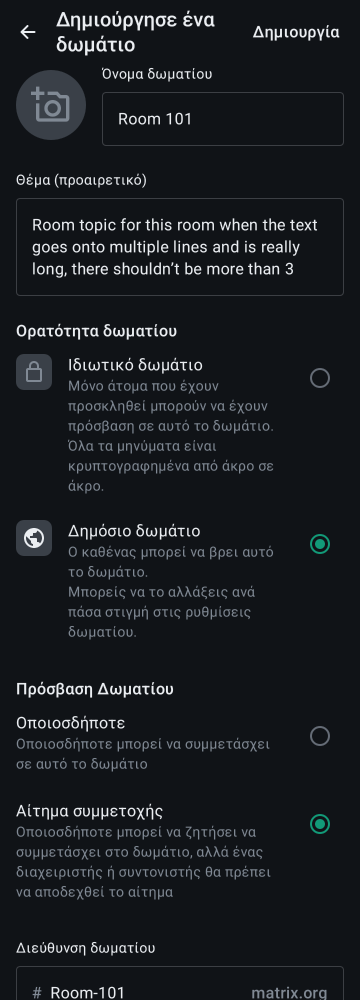 Δημιούργησε ένα
δωμάτιο
Δημιουργία
Όνομα δωματίου
Room 101
Θέμα (προαιρετικό)
Room topic for this room when the text
goes onto multiple lines and is really
long, there shouldn’t be more than 3
Ορατότητα δωματίου
Ιδιωτικό δωμάτιο
Μόνο άτομα που έχουν
προσκληθεί μπορούν να έχουν
πρόσβαση σε αυτό το δωμάτιο.
Όλα τα μηνύματα είναι
κρυπτογραφημένα από άκρο σε
άκρο.
Δημόσιο δωμάτιο
Ο καθένας μπορεί να βρει αυτό
το δωμάτιο.
Μπορείς να το αλλάξεις ανά
πάσα στιγμή στις ρυθμίσεις
δωματίου.
Πρόσβαση Δωματίου
Οποιοσδήποτε
Οποιοσδήποτε μπορεί να συμμετάσχει
σε αυτό το δωμάτιο
Αίτημα συμμετοχής
Οποιοσδήποτε μπορεί να ζητήσει να
συμμετάσχει στο δωμάτιο, αλλά ένας
διαχειριστής ή συντονιστής θα πρέπει
να αποδεχθεί το αίτημα
Διεύθυνση δωματίου
# Room-101 matrix.org